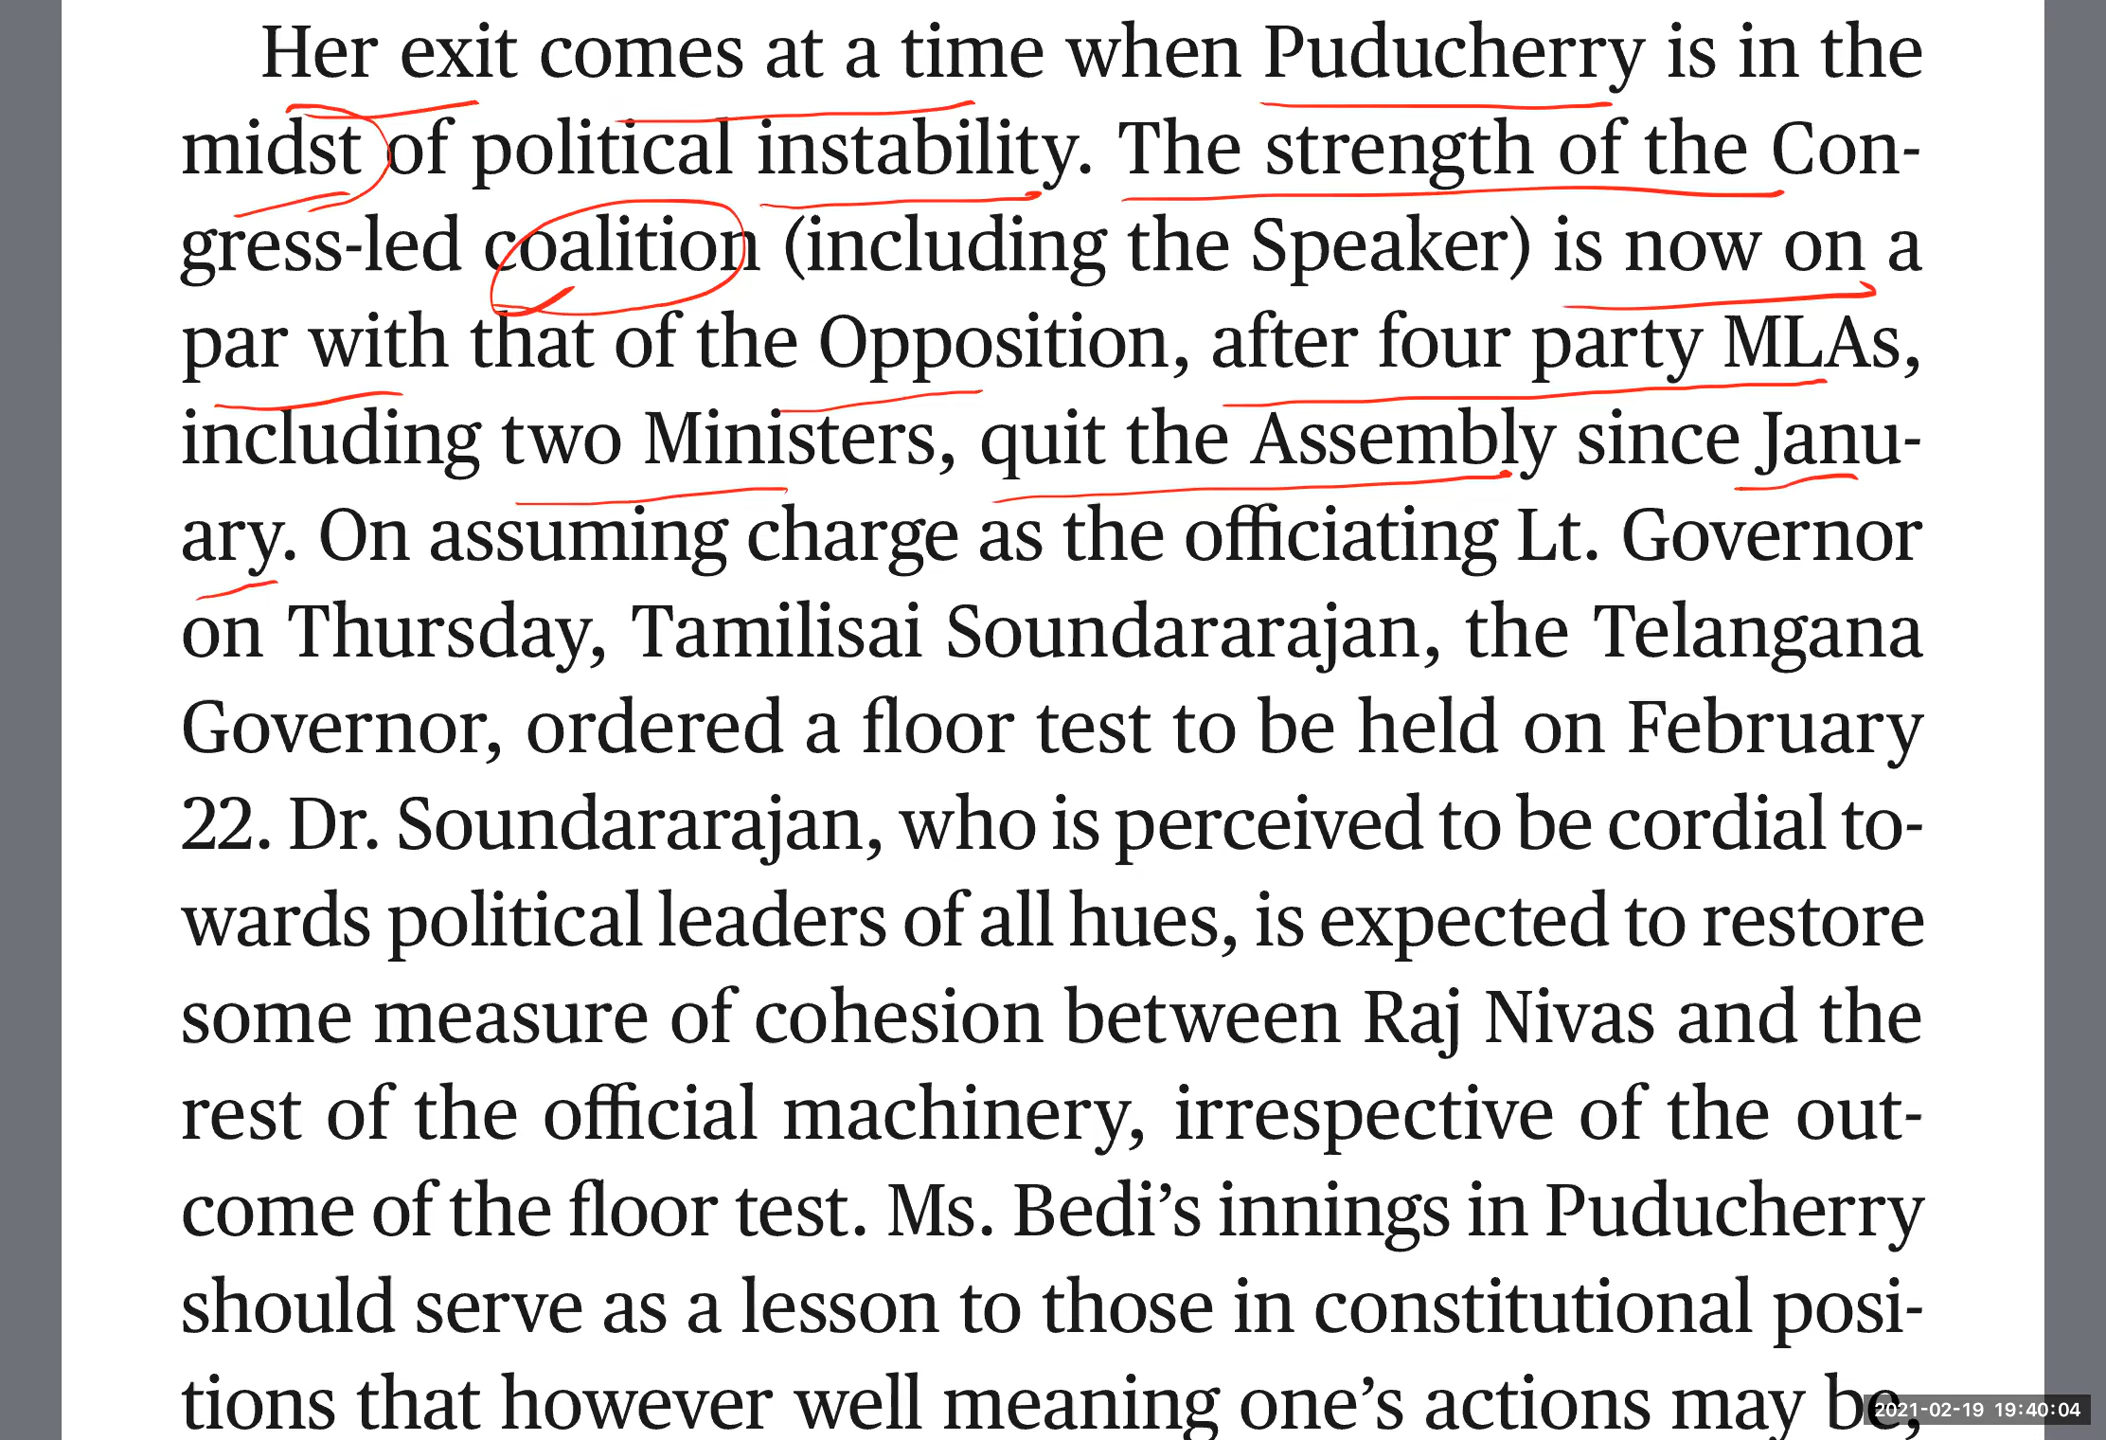 Her exit comes at a time when Puducherry is in the
midst of political instability. The strength of the Con-
gress-led coalition (including the Speaker) is now on a
par with that of the Opposition, after four party MLAs,
including two Ministers, quit the Assembly since Janu-
ary. On assuming charge as the officiating Lt. Governor
on Thursday, Tamilisai Soundararajan, the Telangana
Governor, ordered a floor test to be held on February
22. Dr. Soundararajan, who is perceived to be cordial to-
wards political leaders of all hues, is expected to restore
some measure of cohesion between Raj Nivas and the
rest of the official machinery, irrespective of the out-
come of the floor test. Ms. Bedi’s innings in Puducherry
should serve as a lesson to those in constitutional posi-
tions that however well meaning one’s actions may be,
2021-02-19 19:40:04